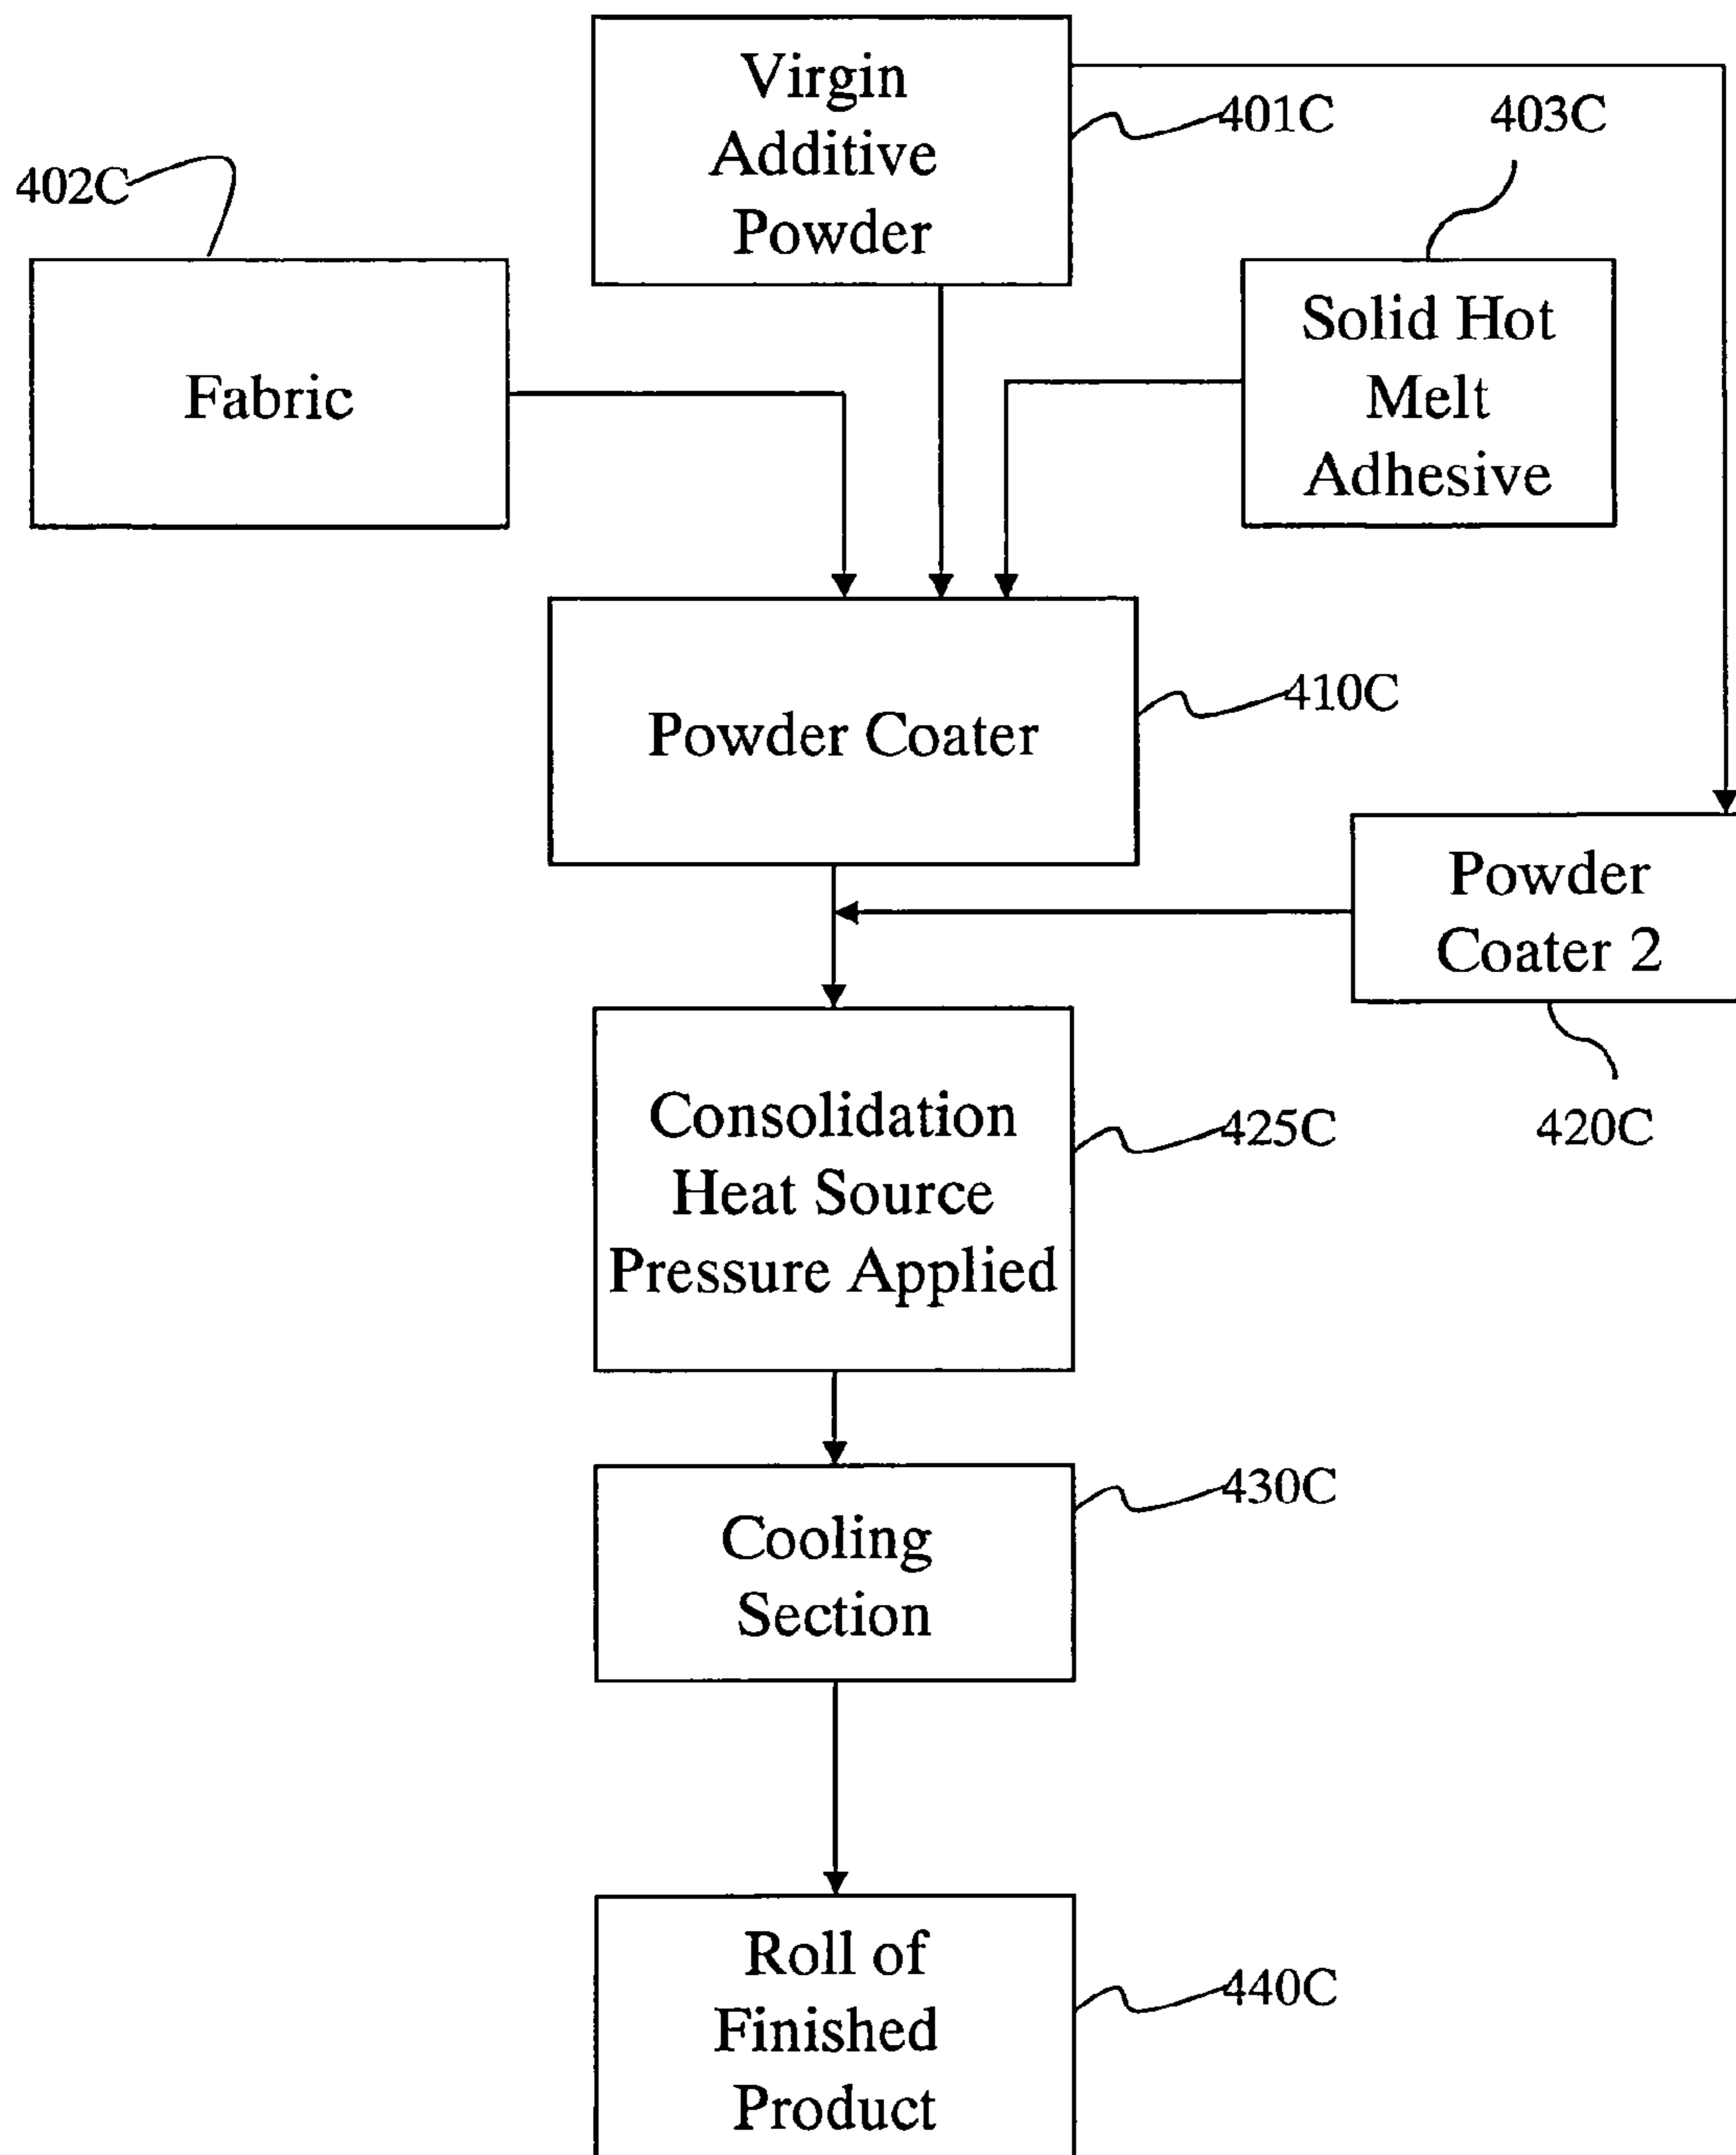 Virgin
Additive
Powder
401C
403C
402C
Fabric
Solid Hot
Melt
Adhesive
Powder Coater
410C
Powder
Coater 2
420C
Consolidation
Heat Source
Pressure Applied
425C
Cooling
Section
430C
Roll of
Finished
Product
440C